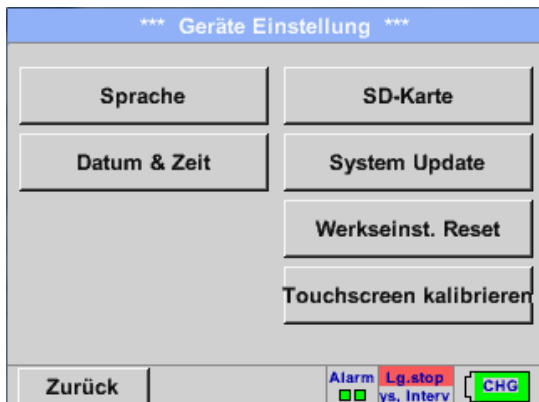 *** Geräte Einstellung ***
Sprache
SD-Karte
Datum & Zeit
System Update
Werkseinst. Reset
Touchscreen kalibrieren
Zurück
Alarm
Lg.stop
ys, Interv
CHG